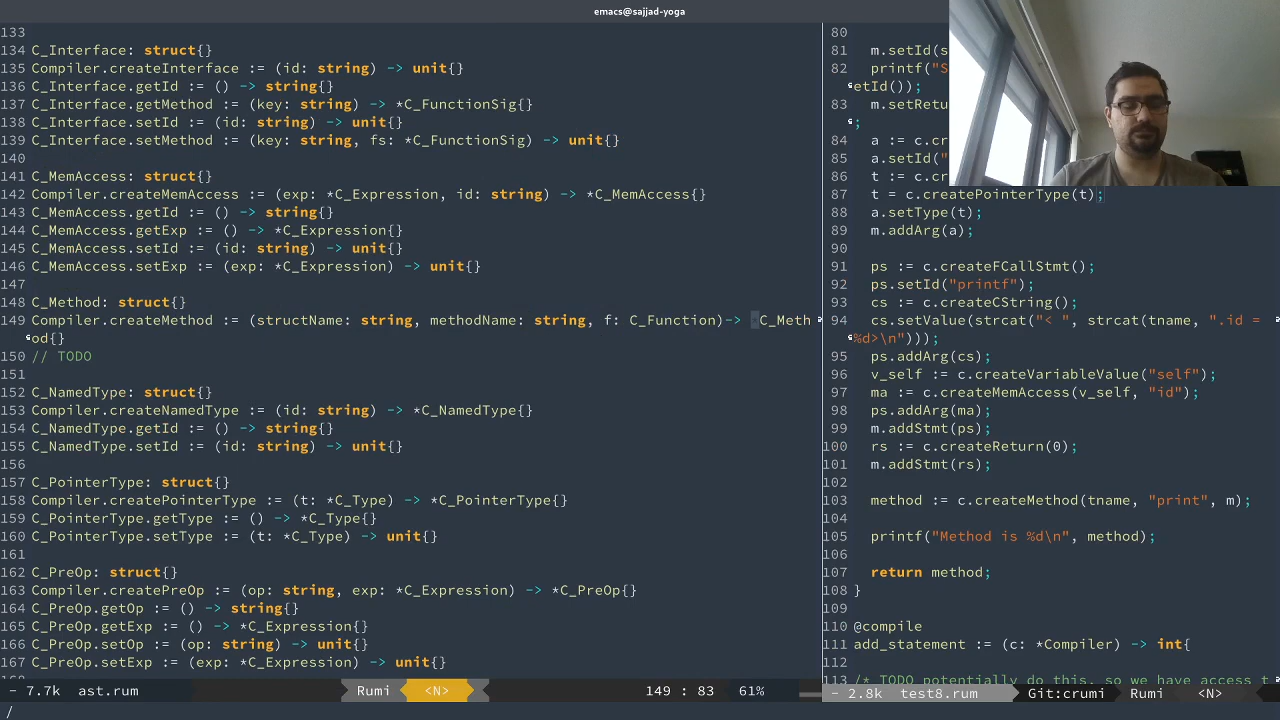 emacs@sajjad-yoga
133
134 C_Interface: struct{}
135 Compiler.createInterface := (id: string) -> unit{}
136 C_Interface.getId := () -> string{}
137 C_Interface.getMethod := (key: string) -> *C_FunctionSig{}
138 C_Interface.setId := (id: string) -> unit{}
139 C_Interface.setMethod := (key: string, fs: *C_FunctionSig) -> unit{}
140
141 C_MemAccess: struct{}
142 Compiler.createMemAccess := (exp: *C_Expression, id: string) -> *C_MemAccess{}
143 C_MemAccess.getId := () -> string{}
144 C_MemAccess.getExp := () -> *C_Expression{}
145 C_MemAccess.setId := (id: string) -> unit{}
146 C_MemAccess.setExp := (exp: *C_Expression) -> unit{}
147
148 C_Method: struct{}
149 Compiler.createMethod := (structName: string, methodName: string, f: C_Function)-> *C_Meth
od{}
150 // TODO
151
152 C_NamedType: struct{}
153 Compiler.createNamedType := (id: string) -> *C_NamedType{}
154 C_NamedType.getId := () -> string{}
155 C_NamedType.setId := (id: string) -> unit{}
156
157 C_PointerType: struct{}
158 Compiler.createPointerType := (t: *C_Type) -> *C_PointerType{}
159 C_PointerType.getType := () -> *C_Type{}
160 C_PointerType.setType := (t: *C_Type) -> unit{}
161
162 C_PreOp: struct{}
163 Compiler.createPreOp := (op: string, exp: *C_Expression) -> *C_PreOp{}
164 C_PreOp.getOp := () -> string{}
165 C_PreOp.getExp := () -> *C_Expression{}
166 C_PreOp.setOp := (op: string) -> unit{}
167 C_PreOp.setExp := (exp: *C_Expression) -> unit{}
- 7.7k ast.rum Rumi <N> 149 : 83 61%
/
80
81 m.setId(s
82 printf("S
etId());
83 m.setRetu
;
84 a := c.cr
85 a.setId("
86 t := c.cr
87 t = c.createPointerType(t);
88 a.setType(t);
89 m.addArg(a);
90
91 ps := c.createFCallStmt();
92 ps.setId("printf");
93 cs := c.createCString();
94 cs.setValue(strcat("< ", strcat(tname, ".id =
%d>\n")));
95 ps.addArg(cs);
96 v_self := c.createVariableValue("self");
97 ma := c.createMemAccess(v_self, "id");
98 ps.addArg(ma);
99 m.addStmt(ps);
100 rs := c.createReturn(0);
101 m.addStmt(rs);
102
103 method := c.createMethod(tname, "print", m);
104
105 printf("Method is %d\n", method);
106
107 return method;
108 }
109
110 @compile
111 add_statement := (c: *Compiler) -> int{
112
113 /* TODO potentially do this, so we have access t
- 2.8k test8.rum Git:crumi Rumi <N>